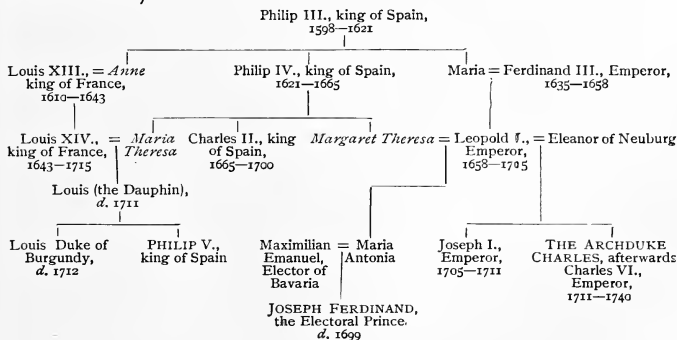 Philip III., king of Spain,
1598—1621
Louis XIII., = Anne
king of France,
1610—1643
Philip IV., king of Spain,
1621—1665
Maria = Ferdinand III., Emperor,
1635—1658
Louis XIV., = Maria
king of France, Theresa
1643—1715
Charles II., king
of Spain,
1665—1700
Margaret Theresa = Leopold I., = Eleanor of Neuburg
Emperor,
1658—1705
Louis (the Dauphin),
d. 1711
Louis Duke of
Burgundy,
d. 1712
PHILIP V.,
king of Spain
Maximilian = Maria
Emanuel, Antonia
Elector of
Bavaria
Joseph I.,
Emperor,
1705—1711
THE ARCHDUKE
CHARLES, afterwards
Charles VI.,
Emperor,
1711—1740
JOSEPH FERDINAND,
the Electoral Prince.
d. 1699